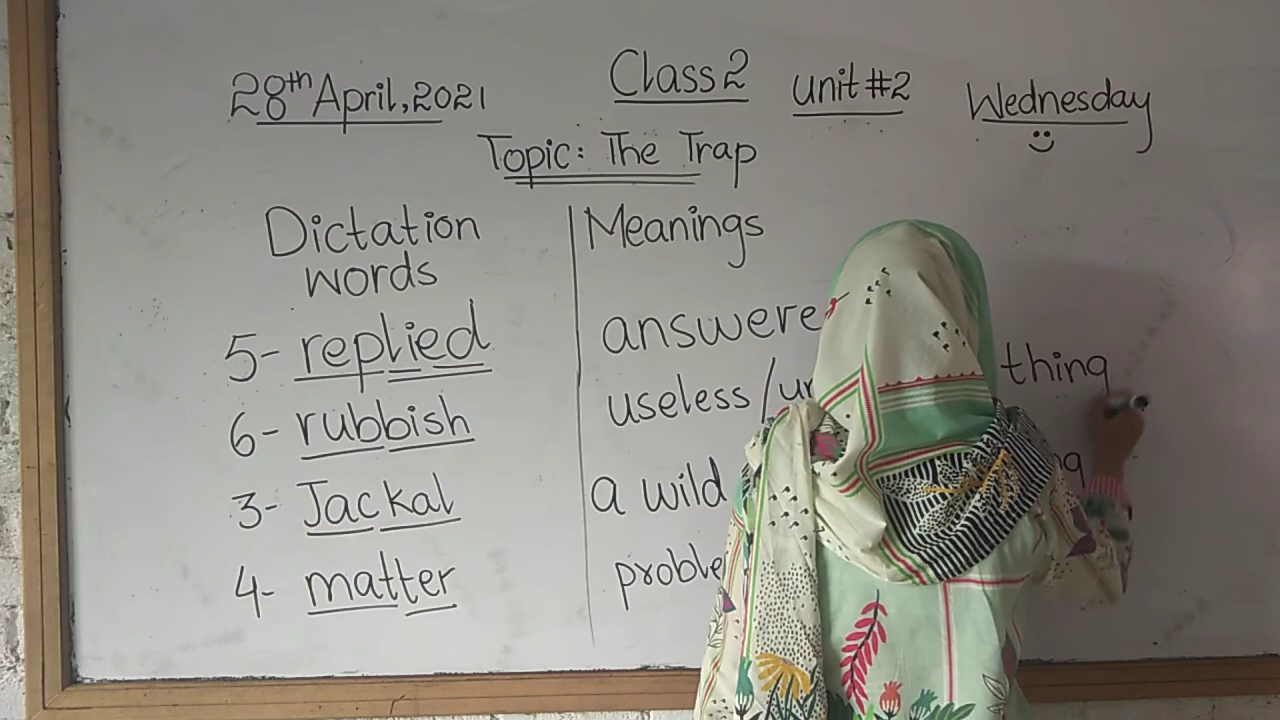 28th April, 2021 Class 2 Unit #2 Wednesday
Topic: The Trap
Dictation words | Meanings
5- replied answere
6- rubbish useless/un thing
3- Jackal a wild
4- matter proble